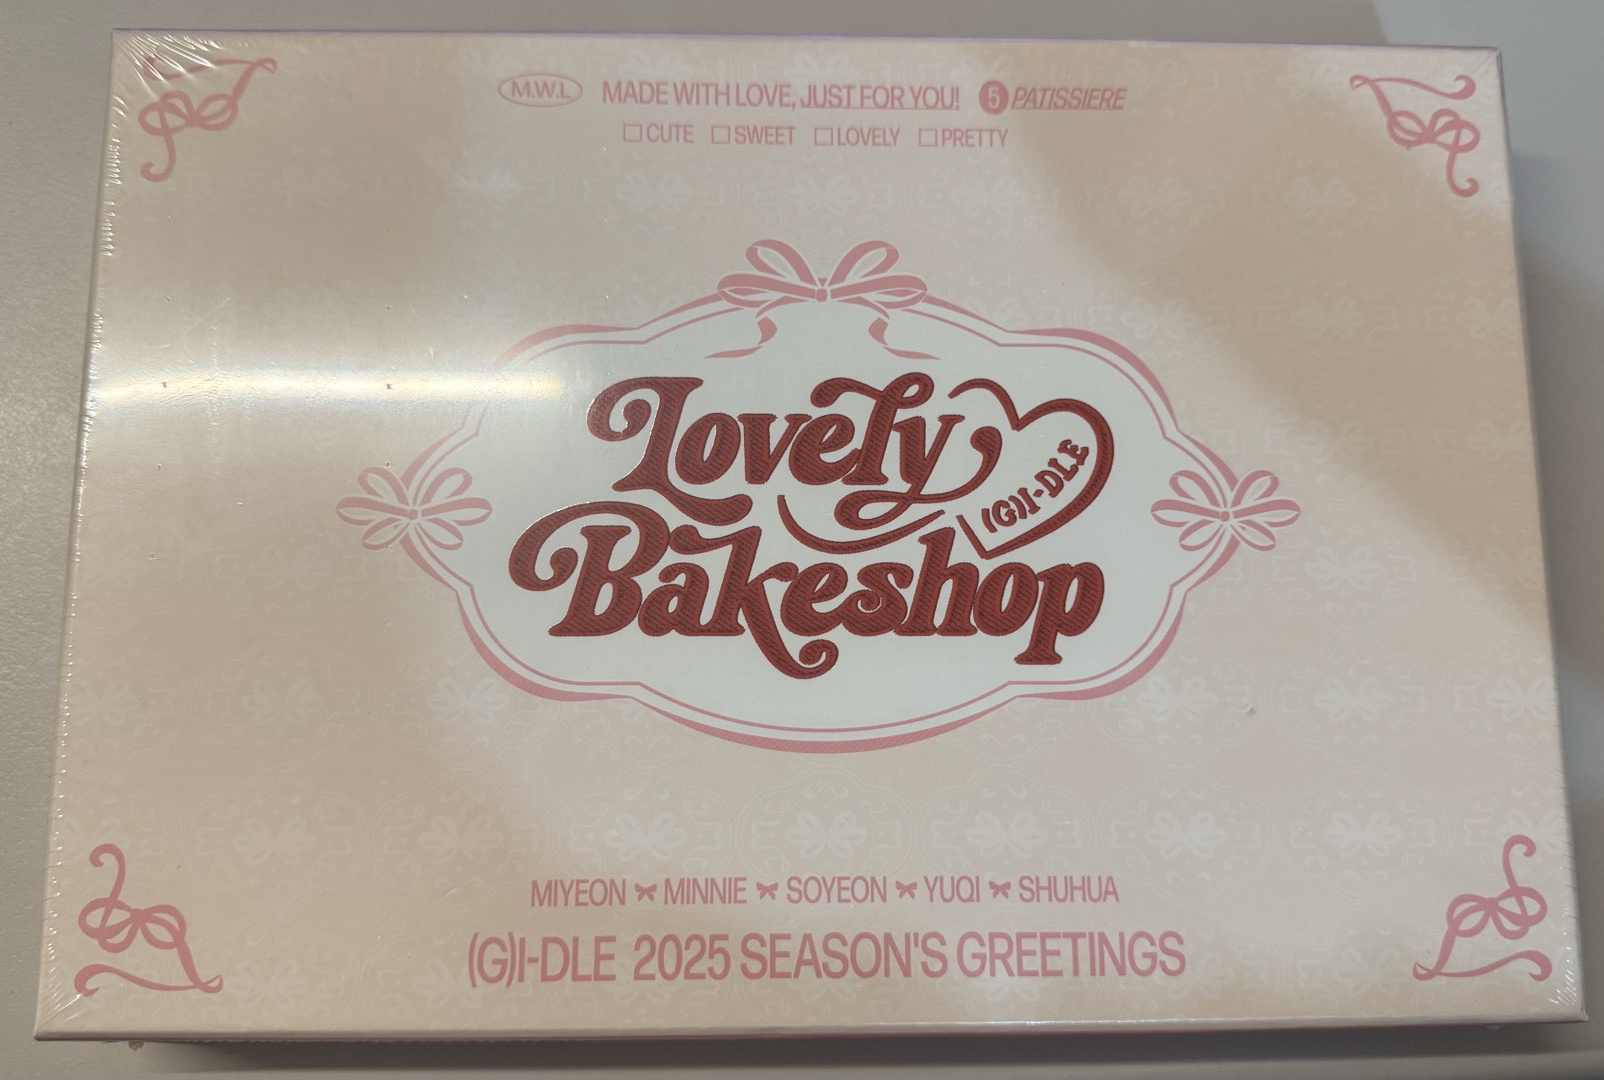 M.W.L MADE WITH LOVE, JUST FOR YOU! 5 PATISSIERE
CUTE SWEET LOVELY PRETTY
Lovely
(G)I-DLE
Bakeshop
MIYEON MINNIE SOYEON YUQI SHUHUA
(G)I-DLE 2025 SEASON'S GREETINGS